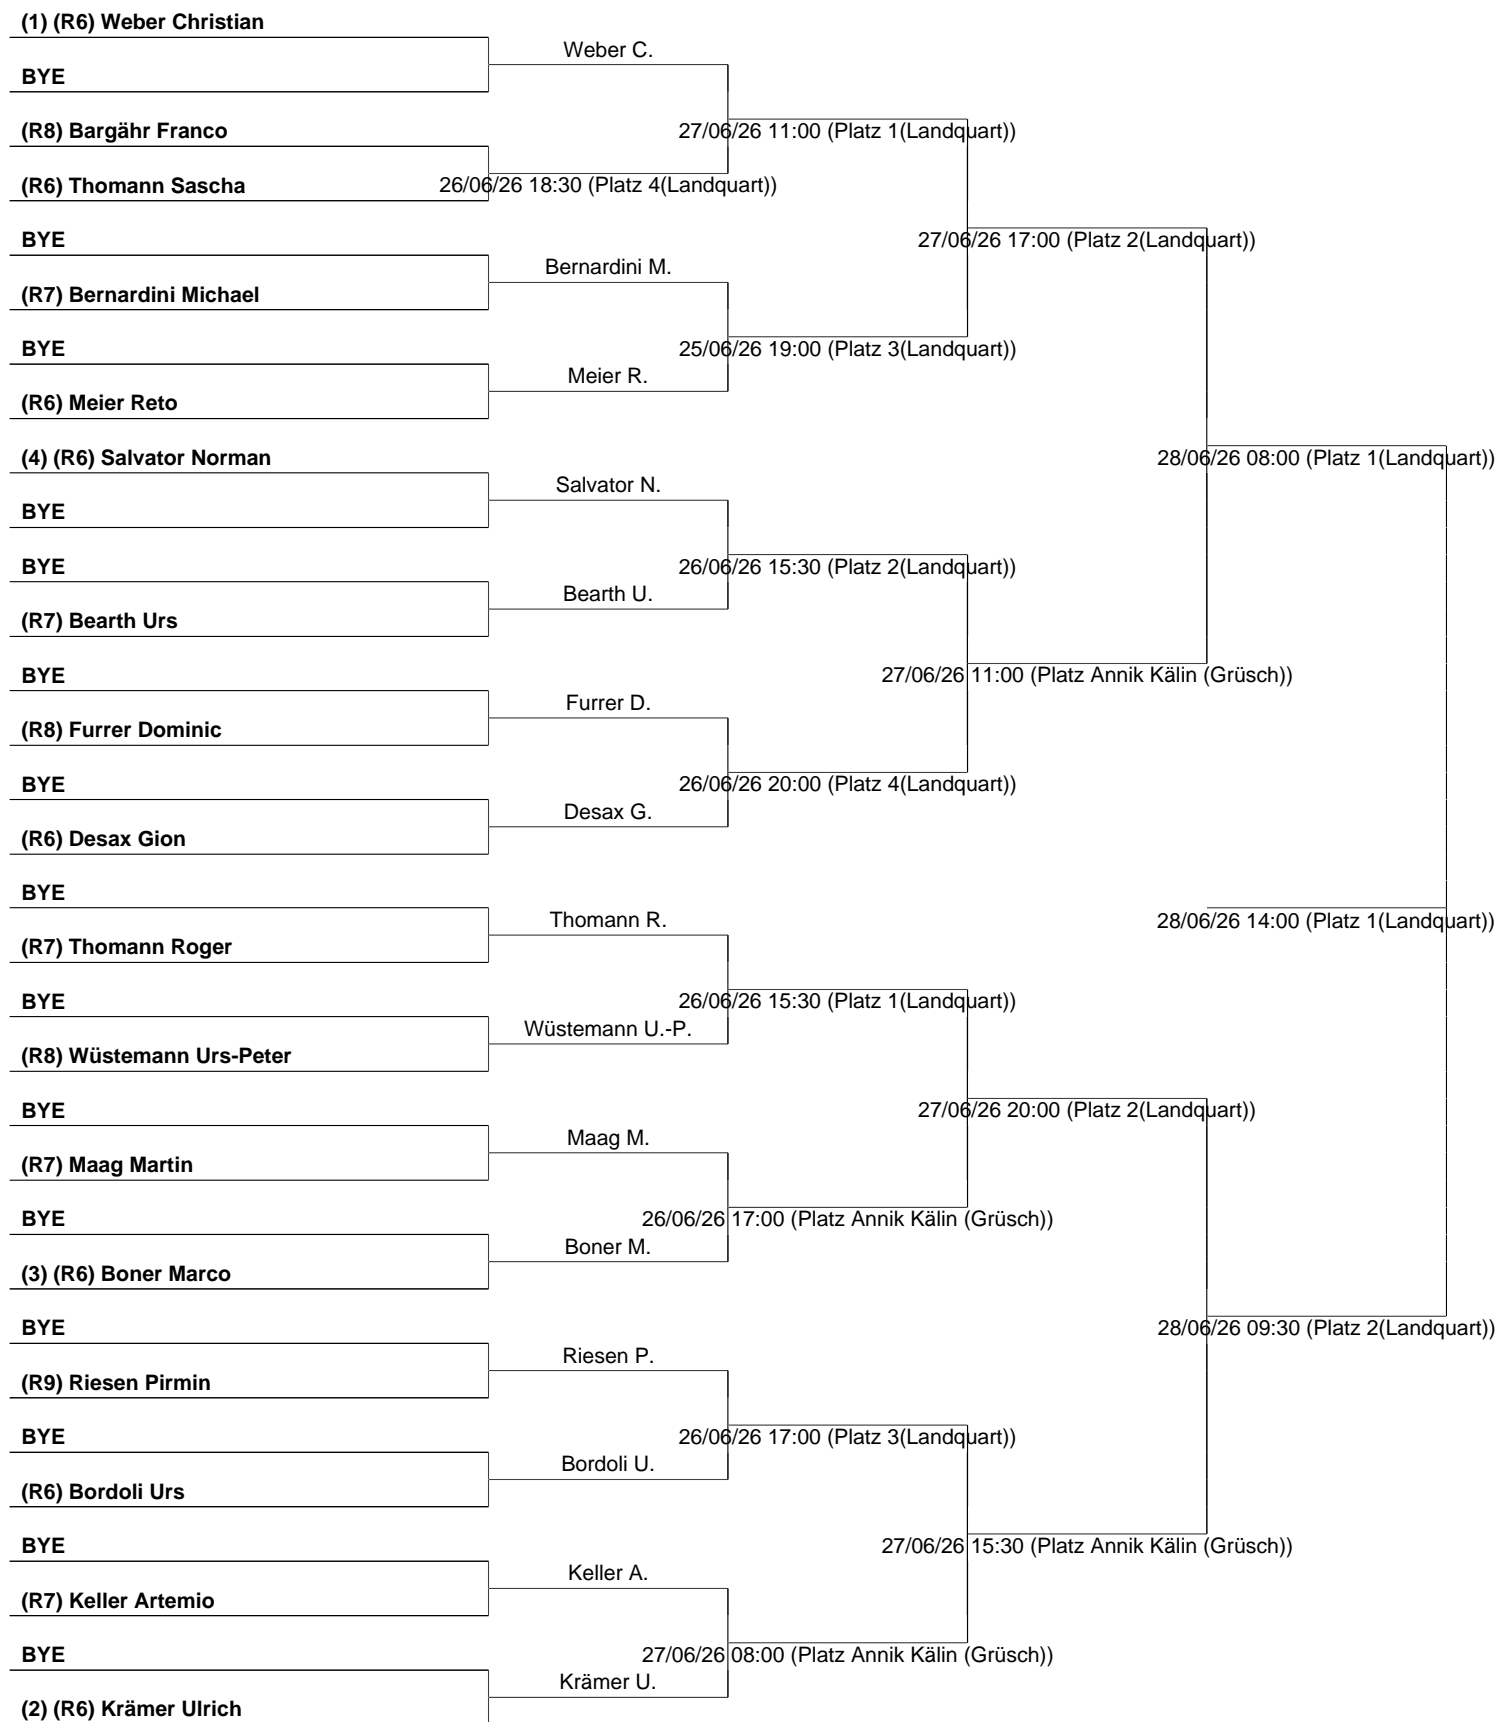 (1) (R6) Weber Christian
Weber C.
BYE
(R8) Bargähr Franco
27/06/26 11:00 (Platz 1(Landquart))
(R6) Thomann Sascha
26/06/26 18:30 (Platz 4(Landquart))
BYE
27/06/26 17:00 (Platz 2(Landquart))
Bernardini M.
(R7) Bernardini Michael
BYE
25/06/26 19:00 (Platz 3(Landquart))
Meier R.
(R6) Meier Reto
(4) (R6) Salvator Norman
28/06/26 08:00 (Platz 1(Landquart))
Salvator N.
BYE
BYE
26/06/26 15:30 (Platz 2(Landquart))
Bearth U.
(R7) Bearth Urs
BYE
27/06/26 11:00 (Platz Annik Kälin (Grüsch))
Furrer D.
(R8) Furrer Dominic
BYE
26/06/26 20:00 (Platz 4(Landquart))
Desax G.
(R6) Desax Gion
BYE
Thomann R.
28/06/26 14:00 (Platz 1(Landquart))
(R7) Thomann Roger
BYE
26/06/26 15:30 (Platz 1(Landquart))
Wüstemann U.-P.
(R8) Wüstemann Urs-Peter
BYE
27/06/26 20:00 (Platz 2(Landquart))
Maag M.
(R7) Maag Martin
BYE
26/06/26 17:00 (Platz Annik Kälin (Grüsch))
Boner M.
(3) (R6) Boner Marco
BYE
28/06/26 09:30 (Platz 2(Landquart))
Riesen P.
(R9) Riesen Pirmin
BYE
26/06/26 17:00 (Platz 3(Landquart))
Bordoli U.
(R6) Bordoli Urs
BYE
27/06/26 15:30 (Platz Annik Kälin (Grüsch))
Keller A.
(R7) Keller Artemio
BYE
27/06/26 08:00 (Platz Annik Kälin (Grüsch))
Krämer U.
(2) (R6) Krämer Ulrich